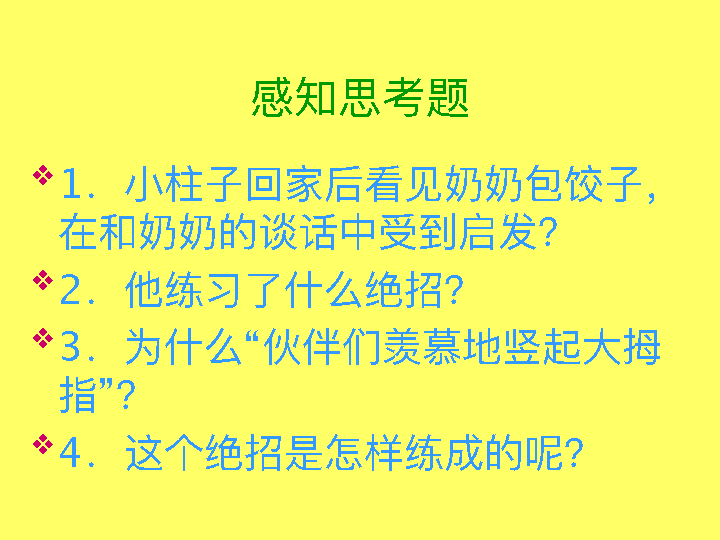 感知思考题
❖1．小柱子回家后看见奶奶包饺子，
在和奶奶的谈话中受到启发？
❖2．他练习了什么绝招？
❖3．为什么“伙伴们羡慕地竖起大拇
指”？
❖4．这个绝招是怎样练成的呢？